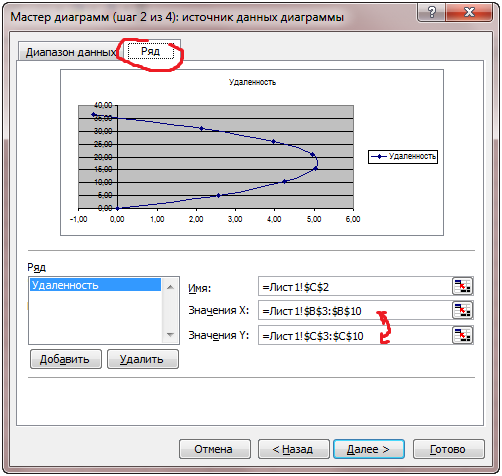 Мастер диаграмм (шаг 2 из 4): источник данных диаграммы
Диапазон данных
Ряд
Удаленность
40,00
35,00
30,00
25,00
20,00
15,00
10,00
5,00
0,00
-1,00 0,00 1,00 2,00 3,00 4,00 5,00 6,00
Удаленность
Ряд
Удаленность
Имя: =Лист1!$C$2
Значения X: =Лист1!$B$3:$B$10
Значения Y: =Лист1!$C$3:$C$10
Добавить Удалить
Отмена < Назад Далее > Готово